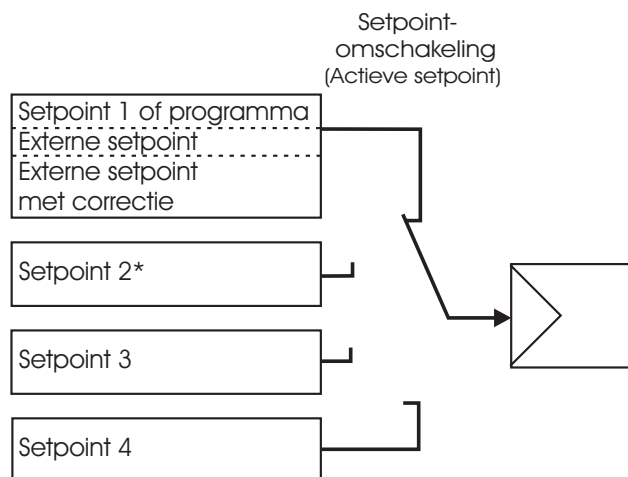 Setpoint-
omschakeling
(Actieve setpoint)
Setpoint 1 of programma
Externe setpoint
Externe setpoint
met correctie
Setpoint 2*
Setpoint 3
Setpoint 4